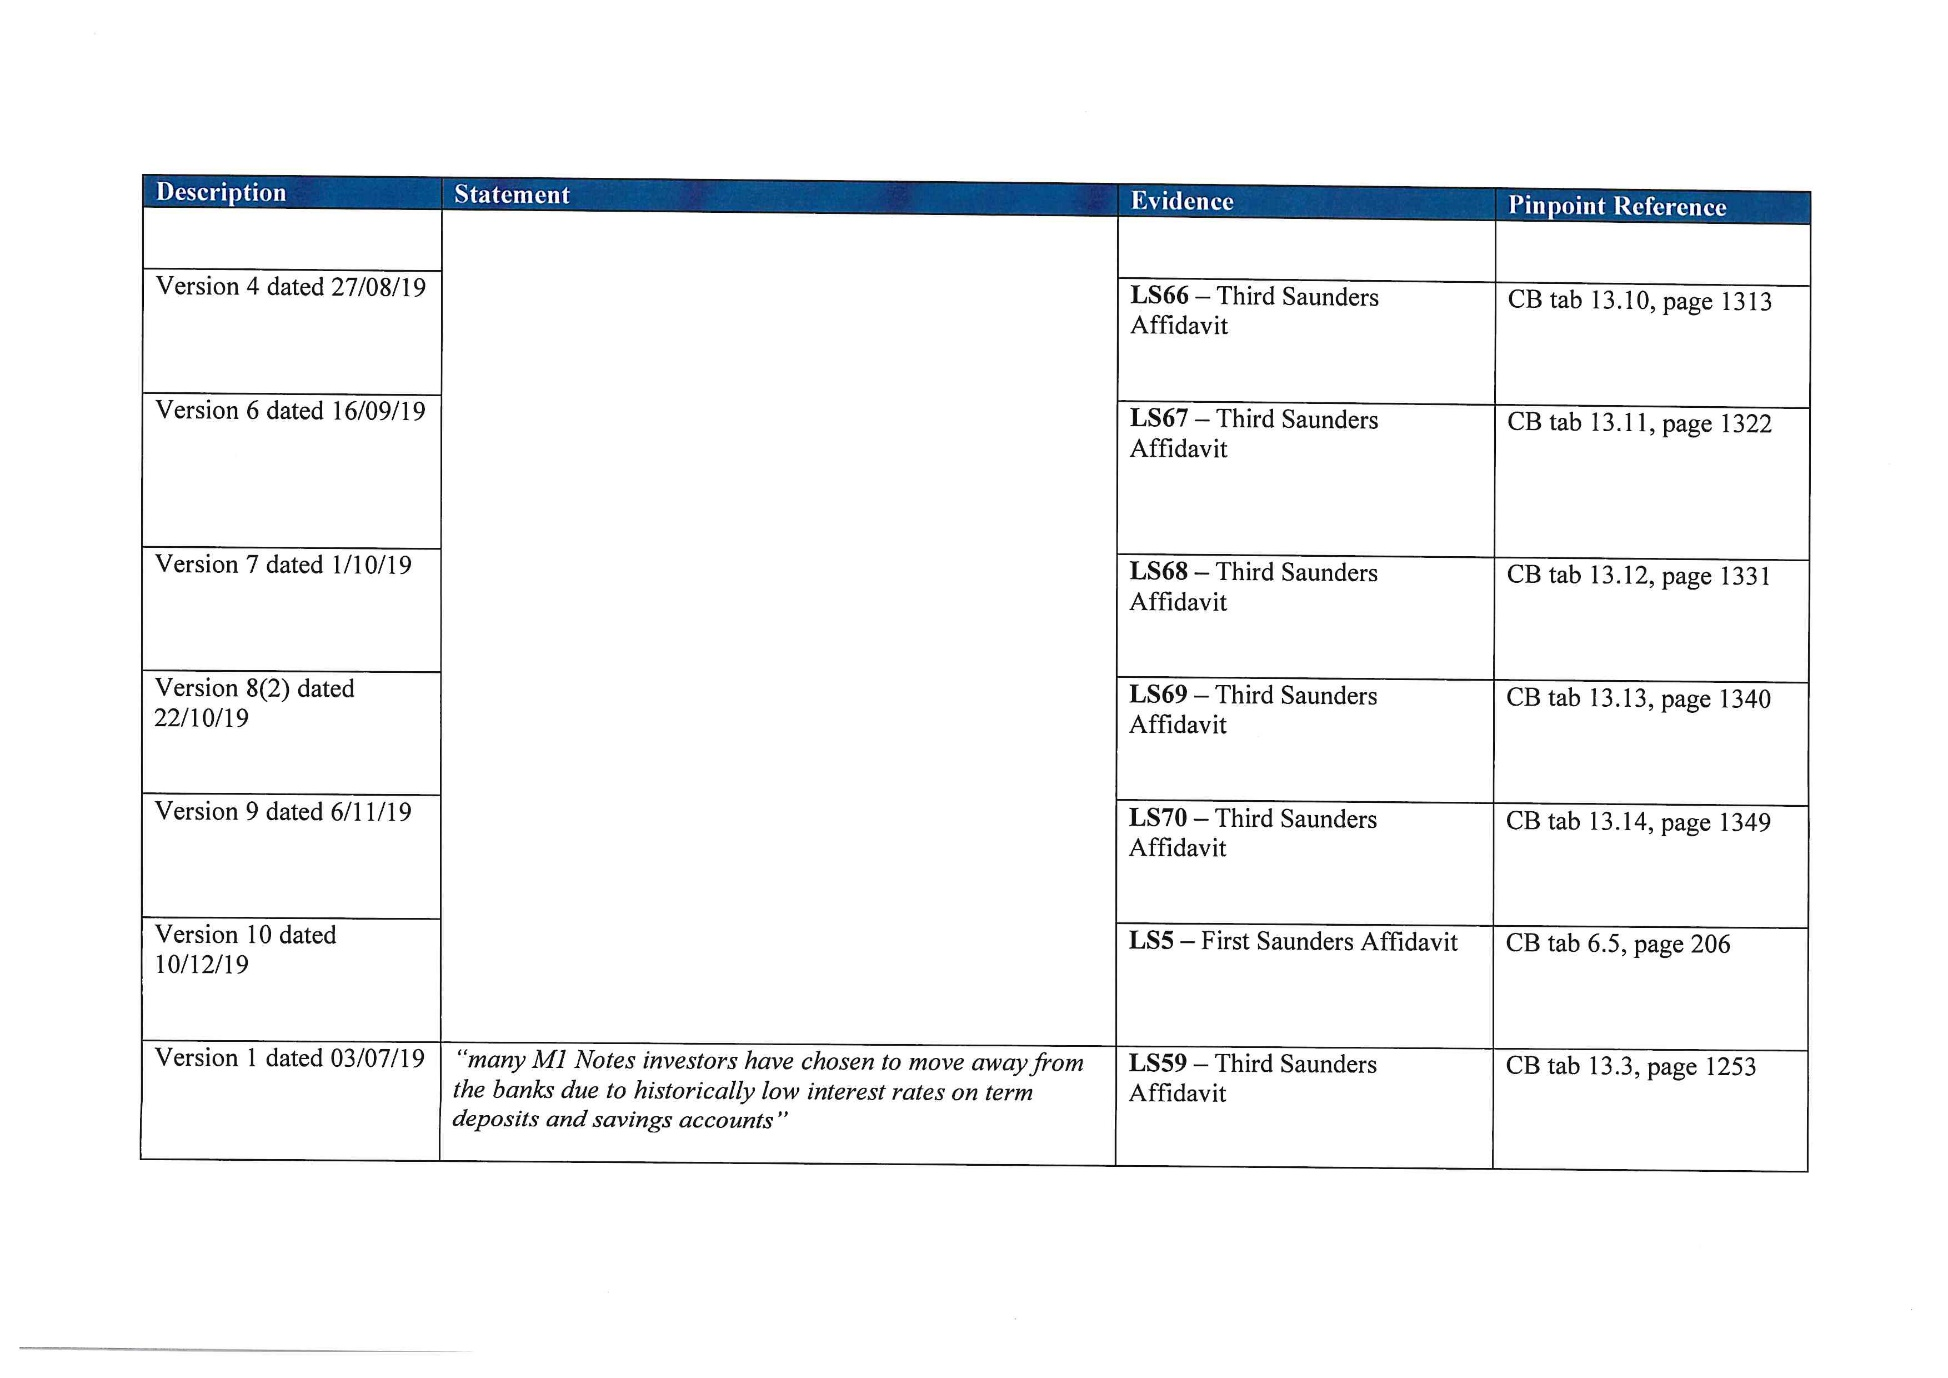 Description Statement Evidence Pinpoint Reference
Version 4 dated 27/08/19
LS66 – Third Saunders
Affidavit
CB tab 13.10, page 1313
Version 6 dated 16/09/19
LS67 – Third Saunders
Affidavit
CB tab 13.11, page 1322
Version 7 dated 1/10/19
LS68 – Third Saunders
Affidavit
CB tab 13.12, page 1331
Version 8(2) dated
22/10/19
LS69 – Third Saunders
Affidavit
CB tab 13.13, page 1340
Version 9 dated 6/11/19
LS70 – Third Saunders
Affidavit
CB tab 13.14, page 1349
Version 10 dated
10/12/19
LS5 – First Saunders Affidavit
CB tab 6.5, page 206
Version 1 dated 03/07/19
“many M1 Notes investors have chosen to move away from
the banks due to historically low interest rates on term
deposits and savings accounts”
LS59 – Third Saunders
Affidavit
CB tab 13.3, page 1253